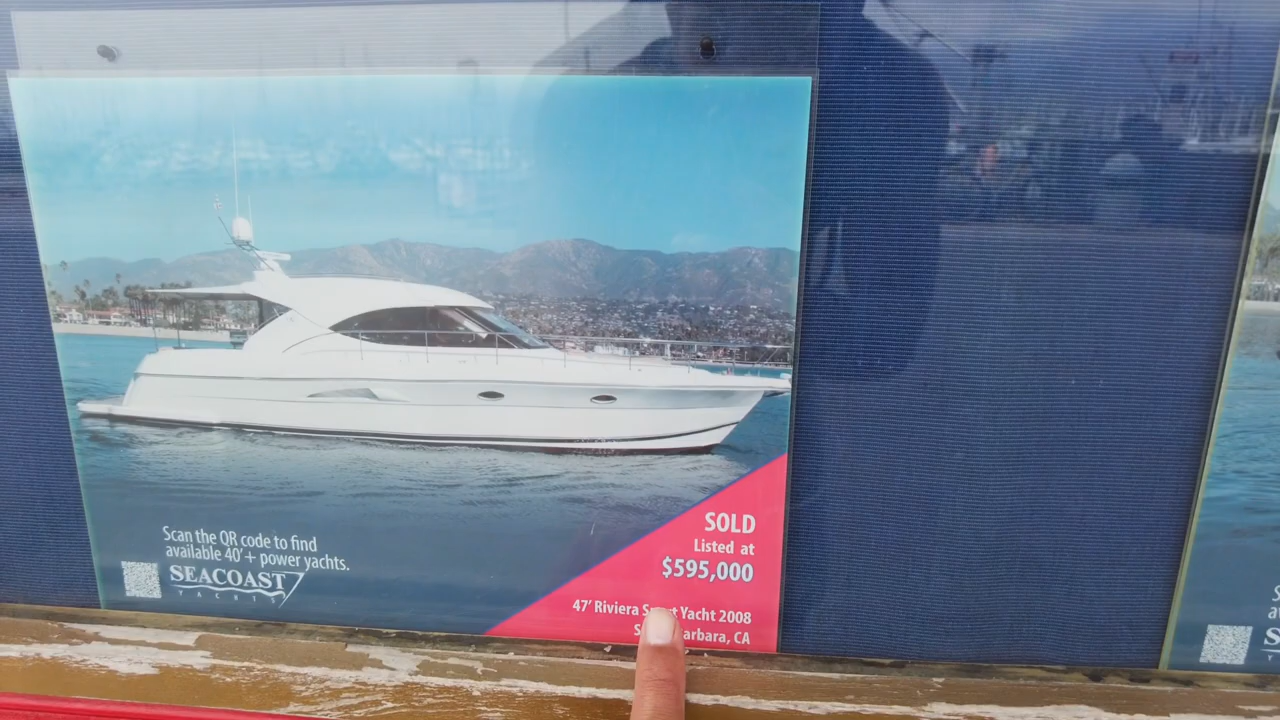 Scan the QR code to find
available 40'+ power yachts.
SEACOAST
YACHTS
SOLD
Listed at
$595,000
47' Riviera Yacht 2008
CA
S